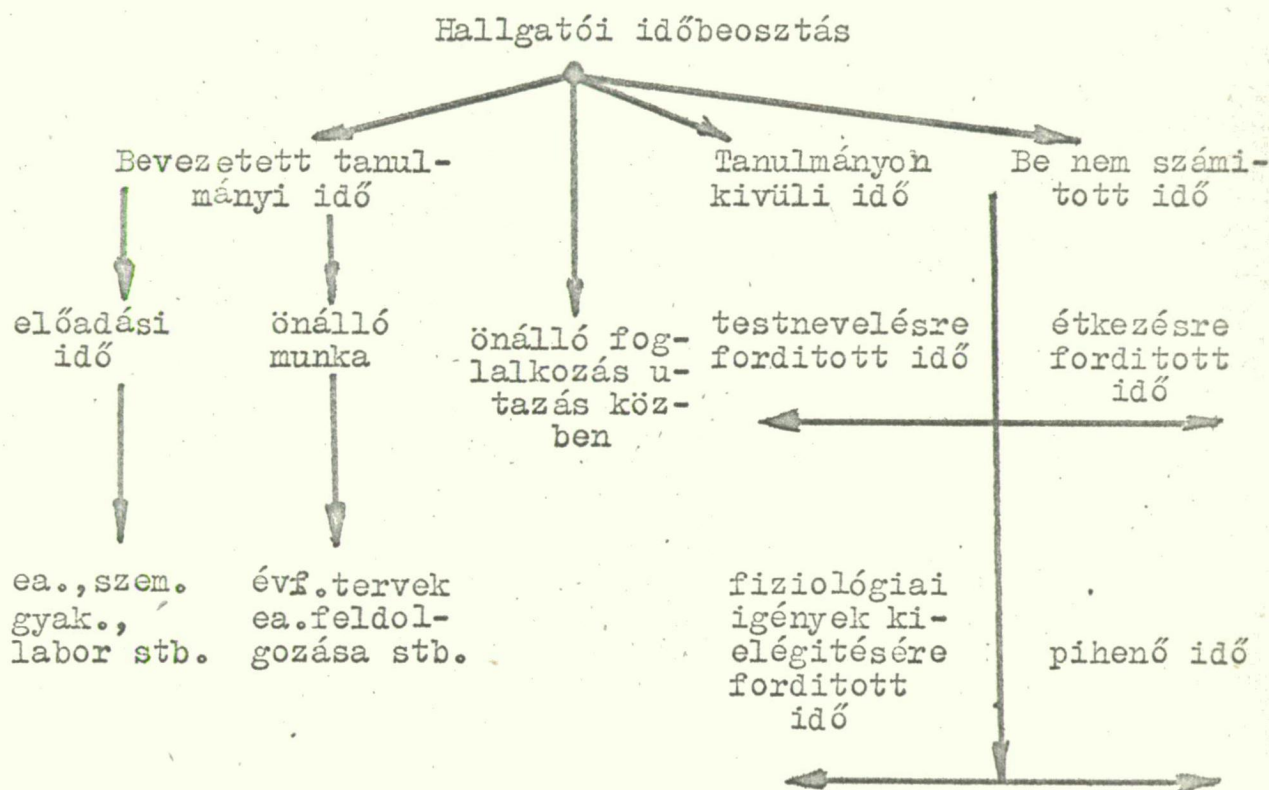 Hallgatói időbeosztás
Bevezetett tanul-
mányi idő
Tanulmányon
kivüli idő
Be nem számi-
tott idő
előadási
idő
önálló
munka
önálló fog-
lalkozás u-
tazás köz-
ben
testnevelésre
forditott idő
étkezésre
forditott
idő
ea.,szem.
gyak.,
labor stb.
évf.tervek
ea.feldol-
gozása stb.
fiziológiai
igények ki-
elégitésére
forditott
idő
pihenő idő